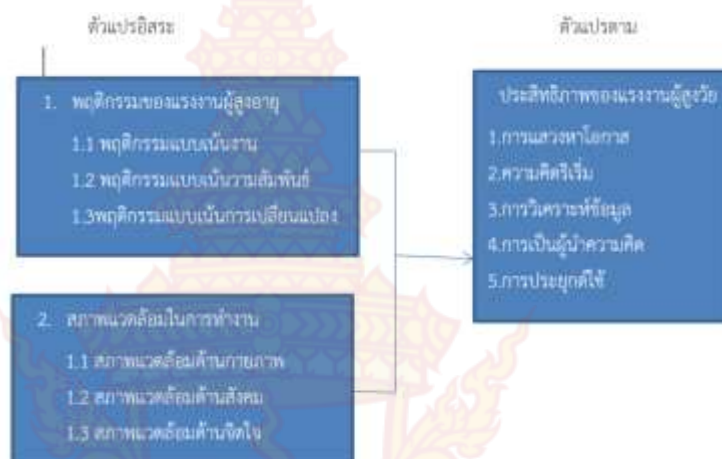 ตัวแปรอิสระ
1. พฤติกรรมของแรงงานผู้สูงอายุ
1.1 พฤติกรรมแบบเน้นงาน
1.2 พฤติกรรมแบบเน้นวามสัมพันธ์
1.3พฤติกรรมแบบเน้นการเปลี่ยนแปลง
2. สภาพแวดล้อมในการทำงาน
1.1 สภาพแวดล้อมด้านกายภาพ
1.2 สภาพแวดล้อมด้านสังคม
1.3 สภาพแวดล้อมด้านจิตใจ
ตัวแปรตาม
ประสิทธิภาพของแรงงานผู้สูงวัย
1.การแสวงหาโอกาส
2.ความคิดริเริ่ม
3.การวิเคราะห์ข้อมูล
4.การเป็นผู้นำความคิด
5.การประยุกต์ใช้